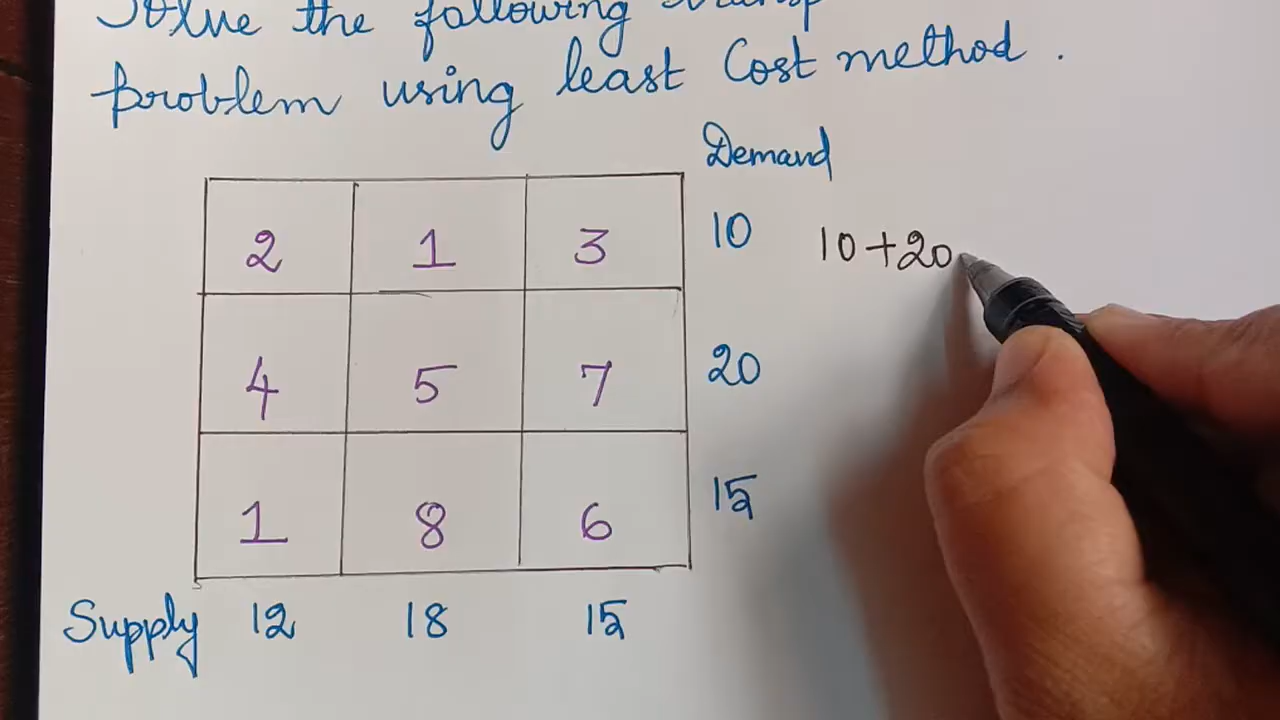 Solve the following
problem using least Cost method .
Demand
2 1 3 10 10+20
4 5 7 20
1 8 6 15
Supply 12 18 15